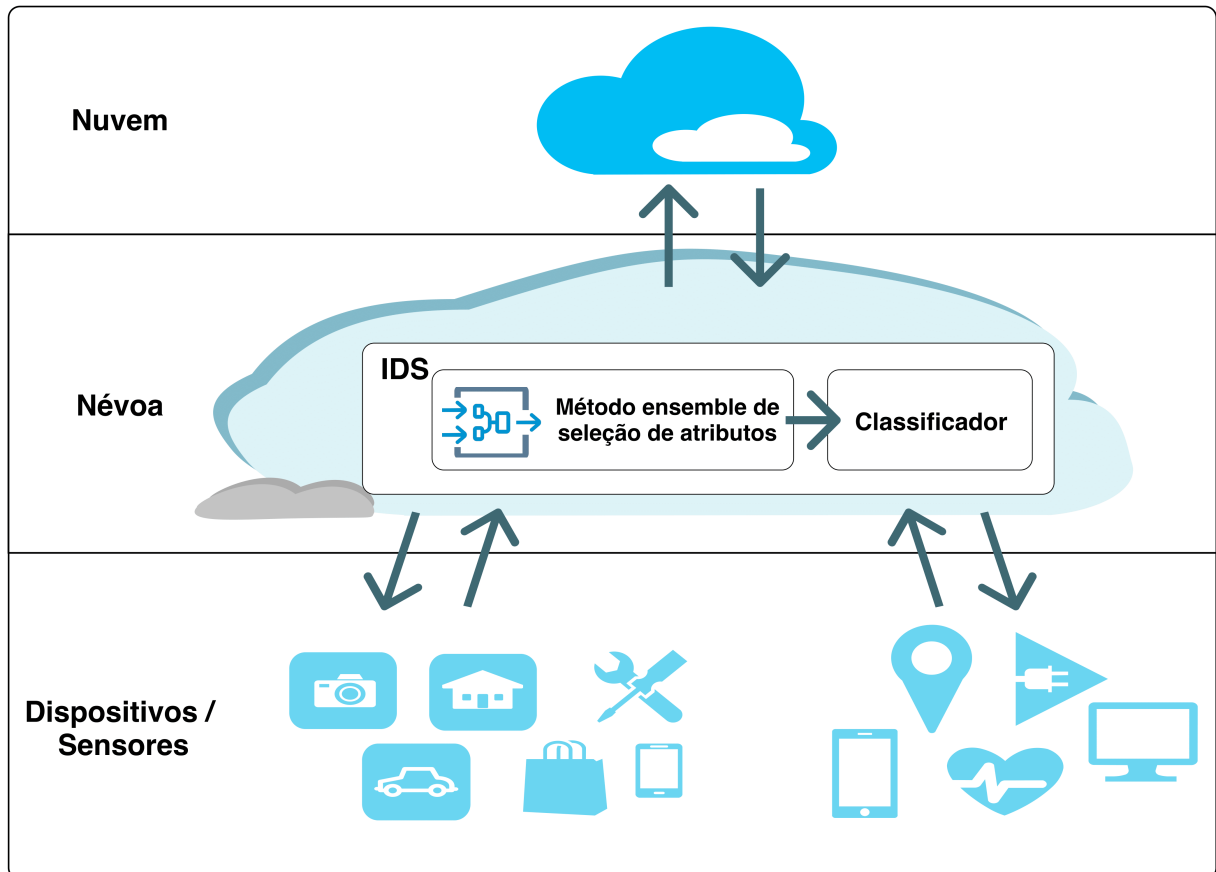 Nuvem
Névoa
IDS
Método ensemble de
seleção de atributos
Classificador
Dispositivos /
Sensores